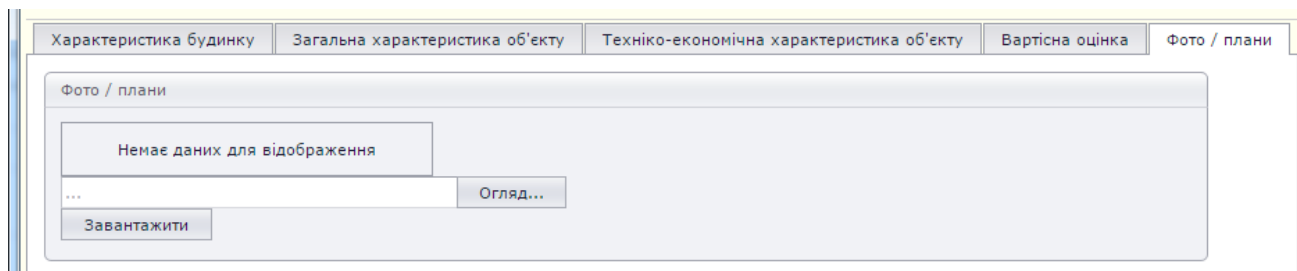 Характеристика будинку Загальна характеристика об'єкту Техніко-економічна характеристика об'єкту Вартісна оцінка Фото / плани
Фото / плани
Немає даних для відображення
... Огляд...
Завантажити